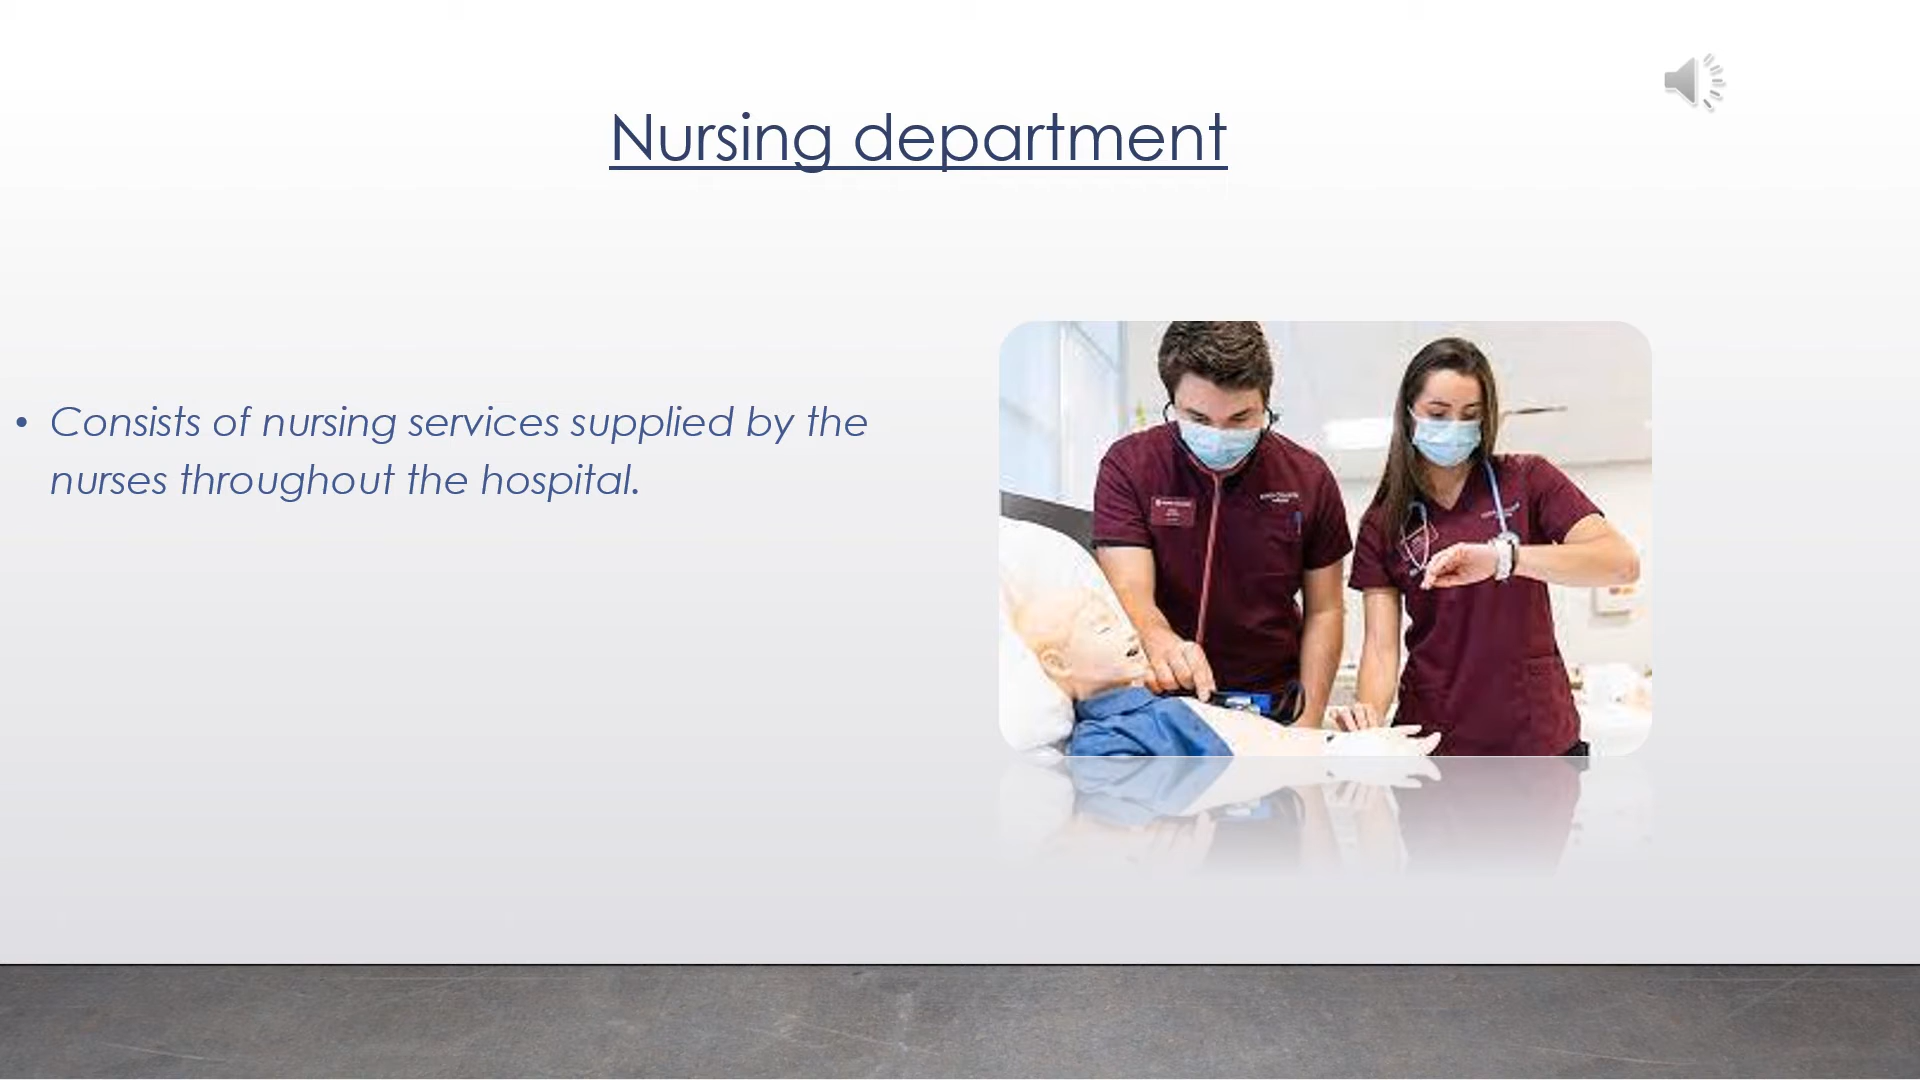 Nursing department
• Consists of nursing services supplied by the
nurses throughout the hospital.